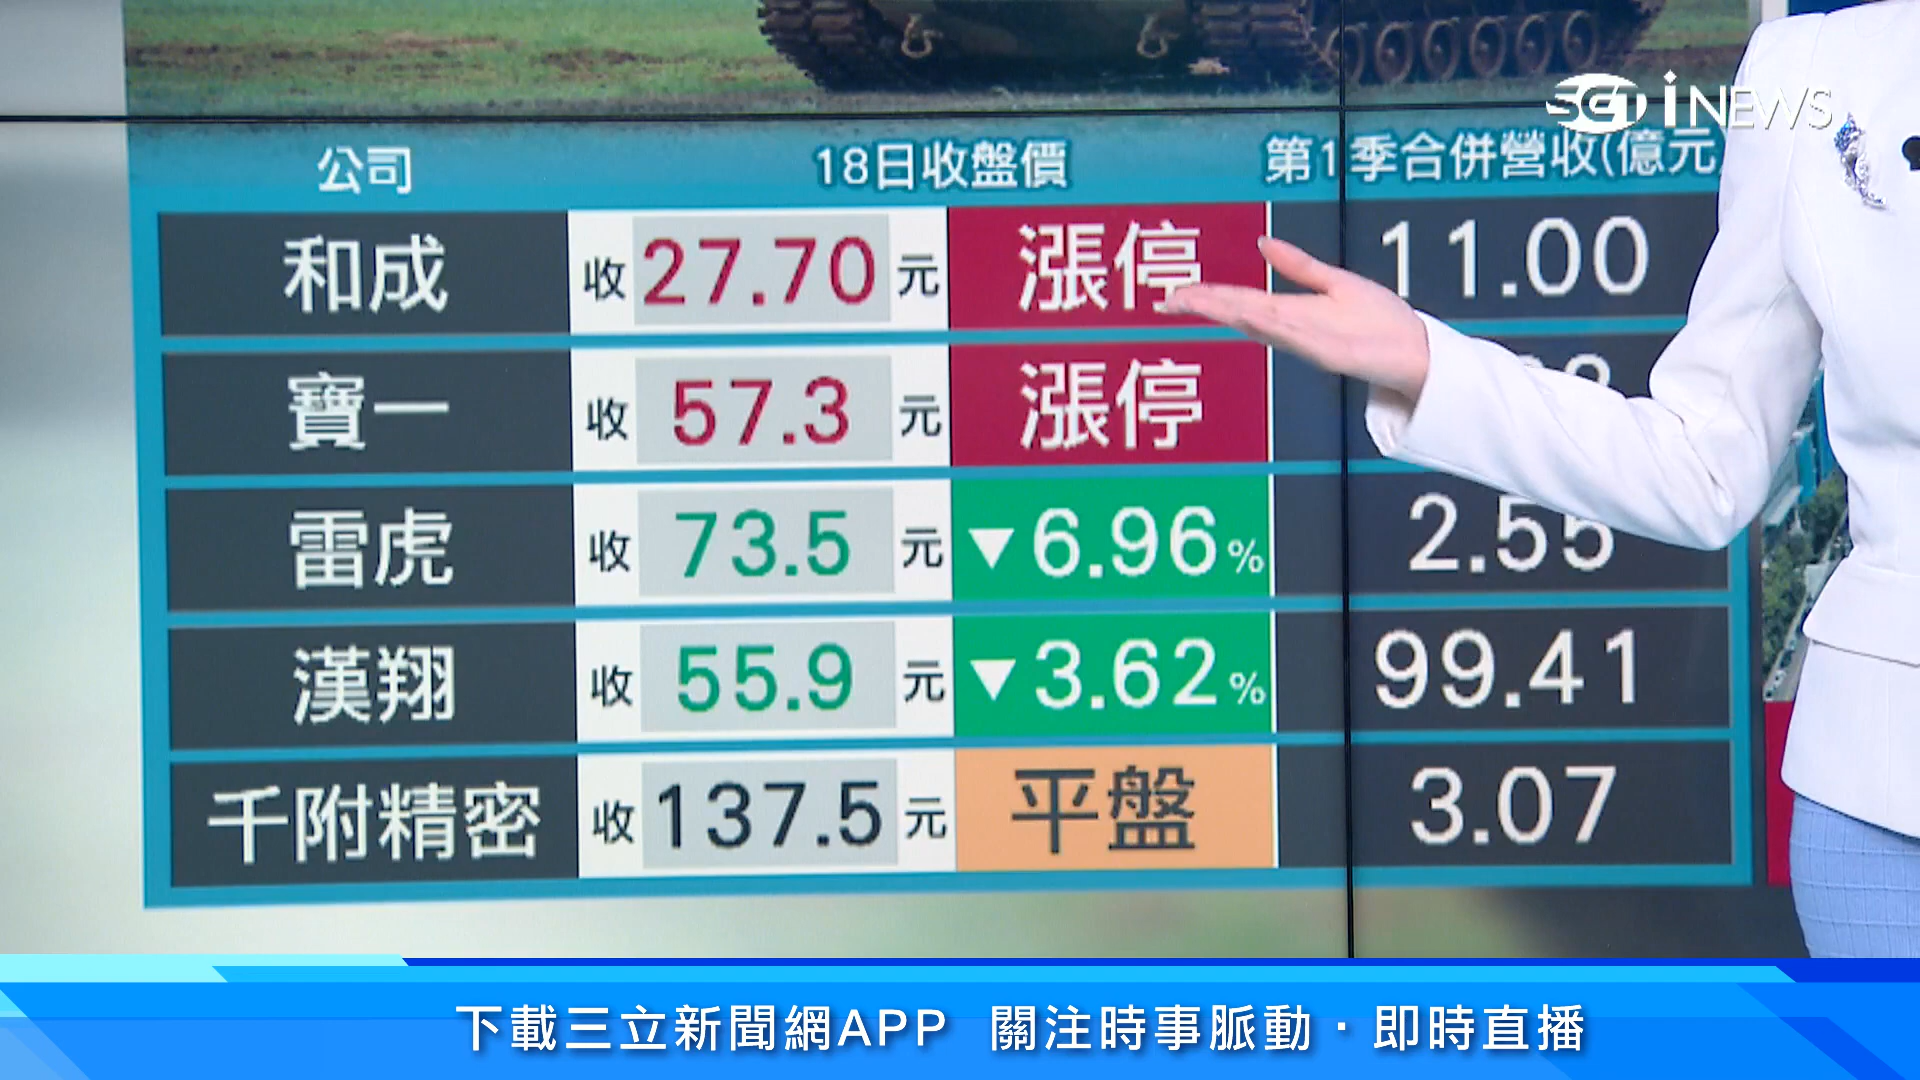 SETN iNEWS
公司 18日收盤價 第1季合併營收(億元
和成 收 27.70 元 漲停 11.00
寶一 收 57.3 元 漲停
雷虎 收 73.5 元 ▼6.96% 2.55
漢翔 收 55.9 元 ▼3.62% 99.41
千附精密 收 137.5 元 平盤 3.07
下載三立新聞網APP 關注時事脈動・即時直播